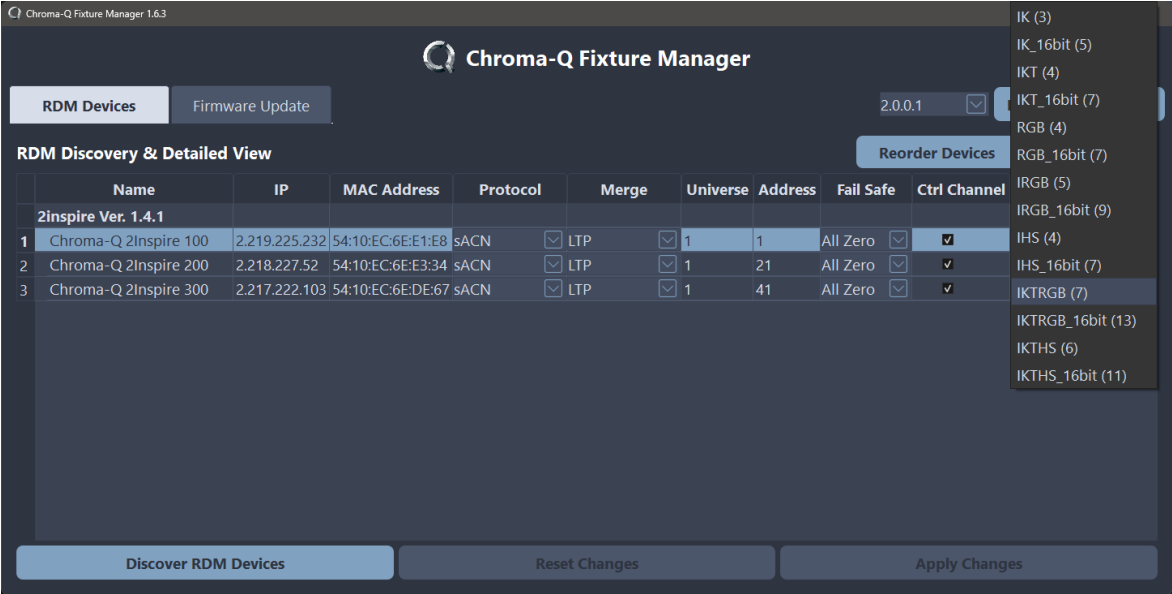 Chroma-Q Fixture Manager 1.6.3
Chroma-Q Fixture Manager
RDM Devices Firmware Update 2.0.0.1
RDM Discovery & Detailed View Reorder Devices
Name IP MAC Address Protocol Merge Universe Address Fail Safe Ctrl Channel
2inspire Ver. 1.4.1
1 Chroma-Q 2Inspire 100 2.219.225.232 54:10:EC:6E:E1:E8 sACN LTP 1 1 All Zero
2 Chroma-Q 2Inspire 200 2.218.227.52 54:10:EC:6E:E3:34 sACN LTP 1 21 All Zero
3 Chroma-Q 2Inspire 300 2.217.222.103 54:10:EC:6E:DE:67 sACN LTP 1 41 All Zero
IK (3)
IK_16bit (5)
IKT (4)
IKT_16bit (7)
RGB (4)
RGB_16bit (7)
IRGB (5)
IRGB_16bit (9)
IHS (4)
IHS_16bit (7)
IKTRGB (7)
IKTRGB_16bit (13)
IKTHS (6)
IKTHS_16bit (11)
Discover RDM Devices Reset Changes Apply Changes